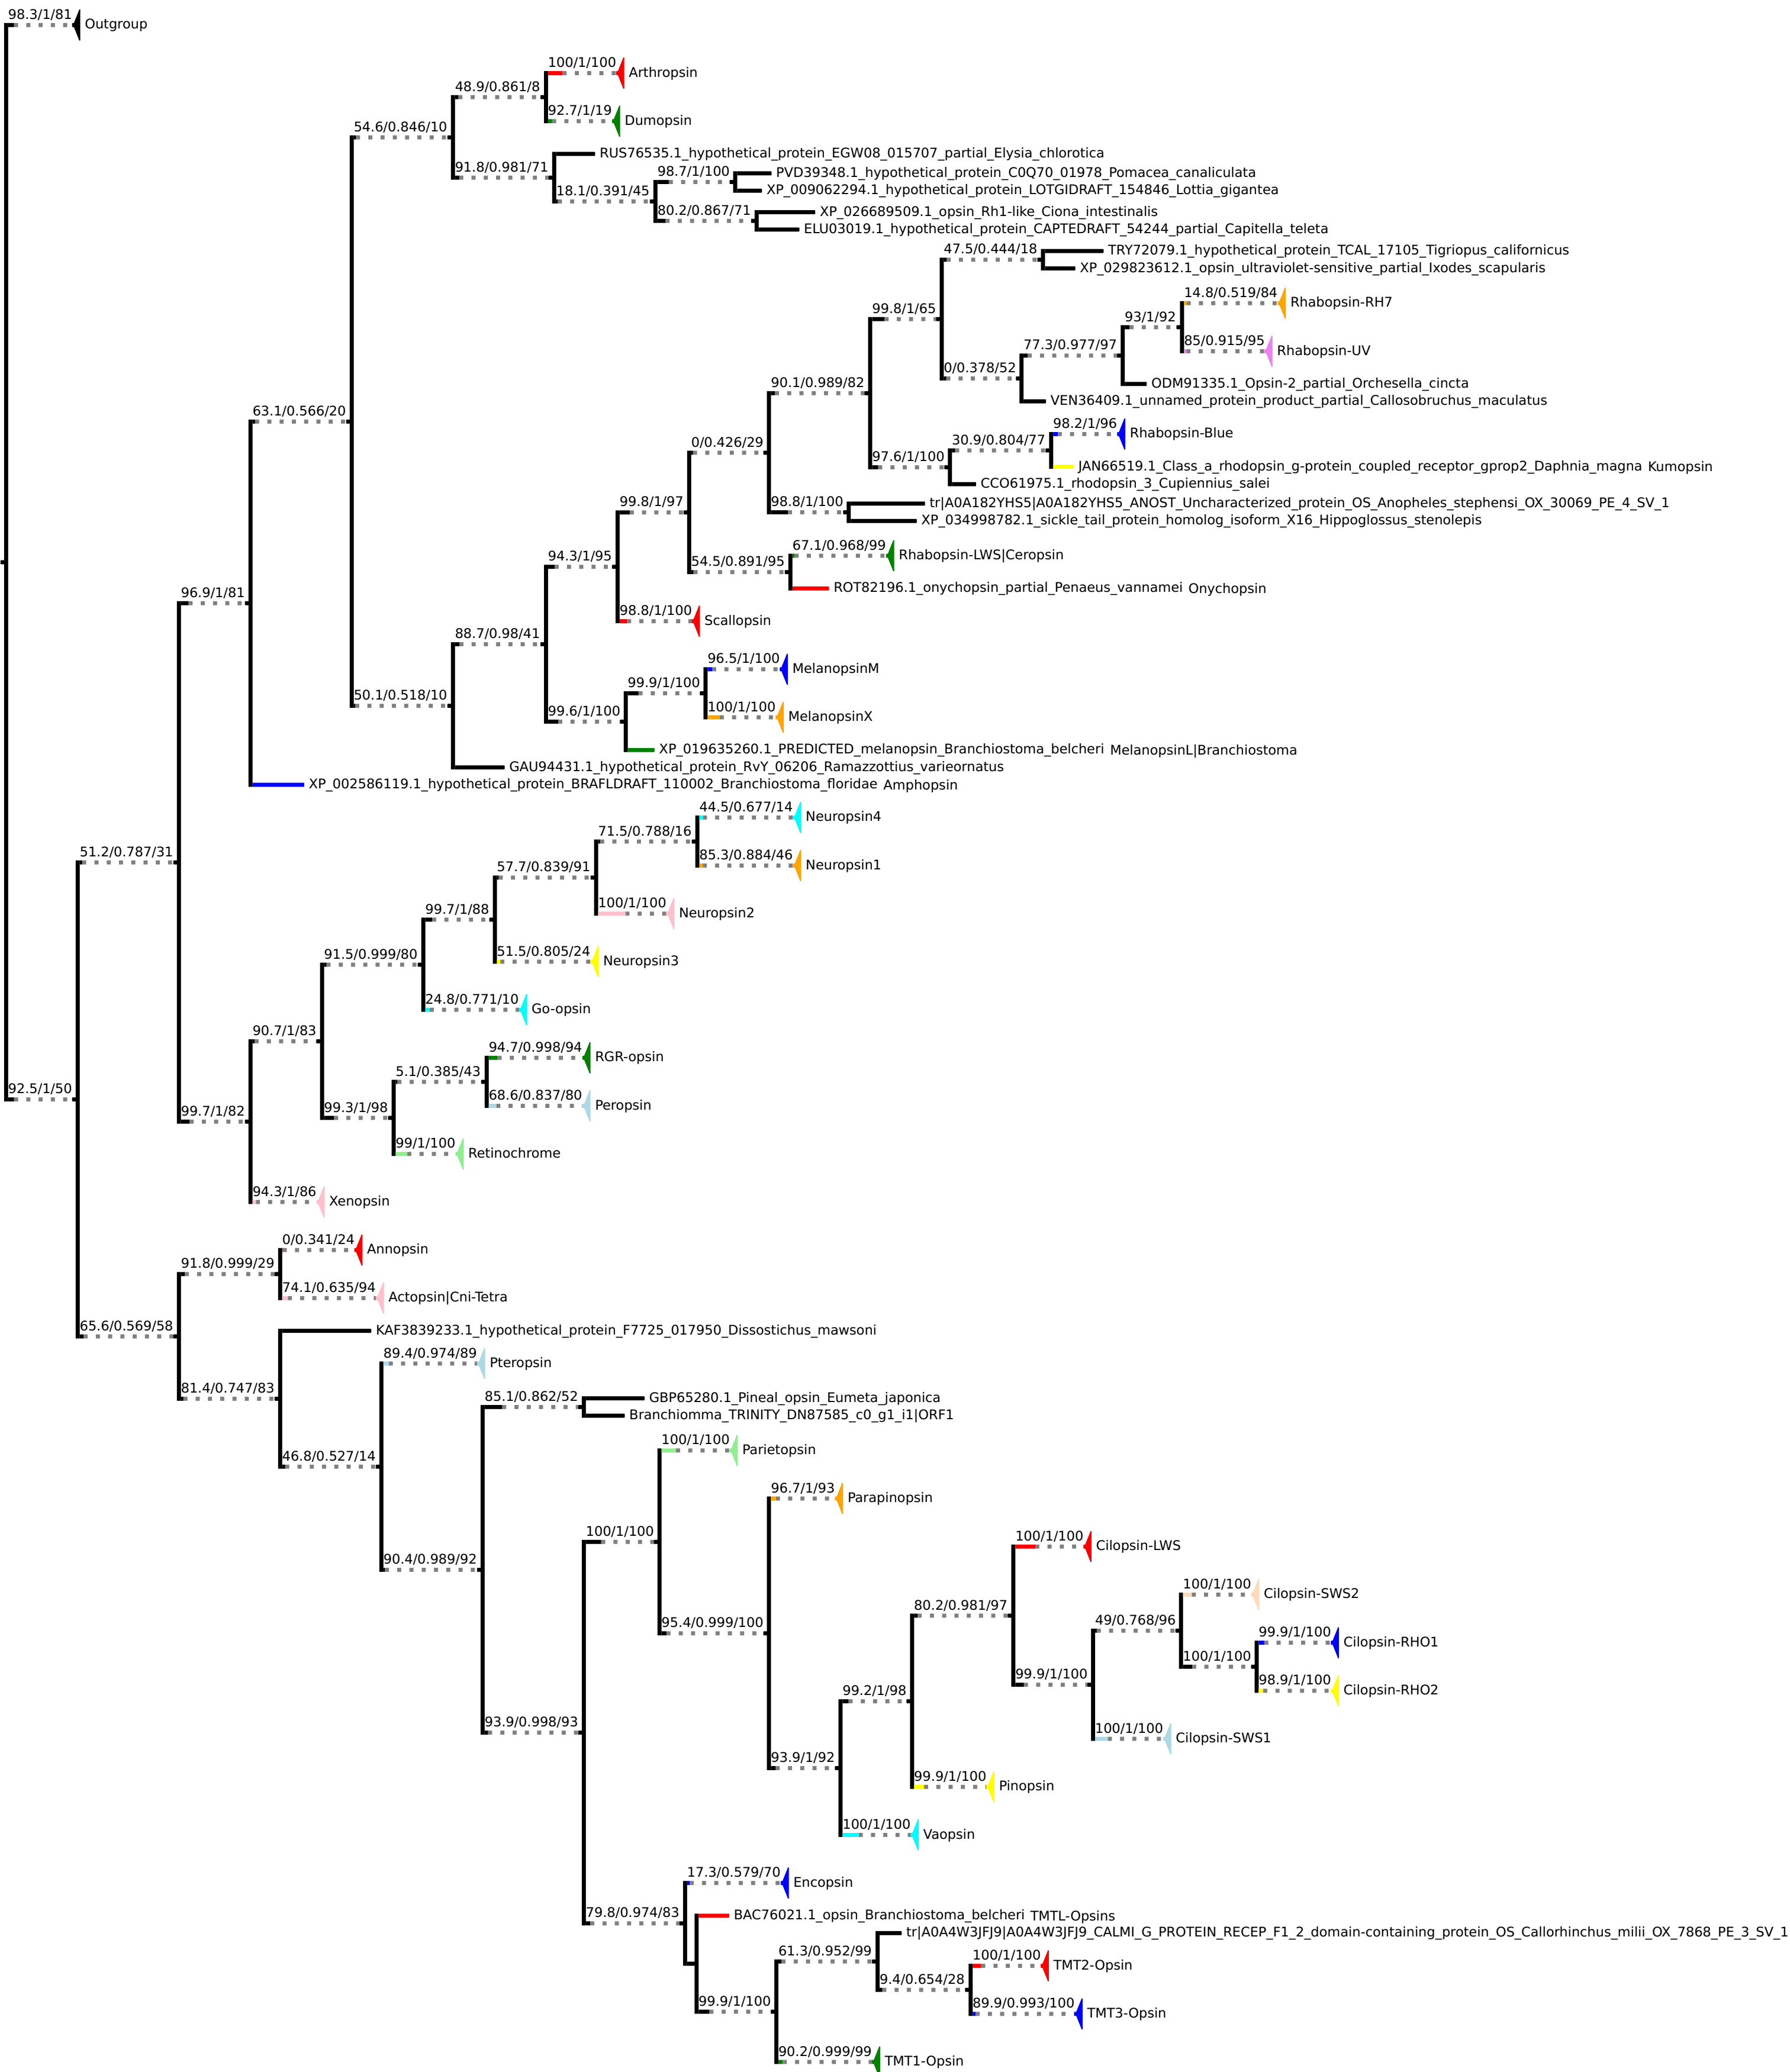 98.3/1/81 Outgroup
100/1/100 Arthropsin
48.9/0.861/8
92.7/1/19 Dumopsin
54.6/0.846/10
RUS76535.1_hypothetical_protein_EGW08_015707_partial_Elysia_chlorotica
91.8/0.981/71
98.7/1/100 PVD39348.1_hypothetical_protein_C0Q70_01978_Pomacea_canaliculata
18.1/0.391/45 XP_009062294.1_hypothetical_protein_LOTGIDRAFT_154846_Lottia_gigantea
80.2/0.867/71 XP_026689509.1_opsin_Rh1-like_Ciona_intestinalis
ELU03019.1_hypothetical_protein_CAPTEDRAFT_54244_partial_Capitella_teleta
47.5/0.444/18 TRY72079.1_hypothetical_protein_TCAL_17105_Tigriopus_californicus
XP_029823612.1_opsin_ultraviolet-sensitive_partial_Ixodes_scapularis
14.8/0.519/84 Rhabopsin-RH7
99.8/1/65
93/1/92
85/0.915/95 Rhabopsin-UV
77.3/0.977/97
0/0.378/52
ODM91335.1_Opsin-2_partial_Orchesella_cincta
90.1/0.989/82
VEN36409.1_unnamed_protein_product_partial_Callosobruchus_maculatus
63.1/0.566/20
98.2/1/96 Rhabopsin-Blue
0/0.426/29
30.9/0.804/77
97.6/1/100
JAN66519.1_Class_a_rhodopsin_g-protein_coupled_receptor_gprop2_Daphnia_magna Kumopsin
CCO61975.1_rhodopsin_3_Cupiennius_salei
99.8/1/97
98.8/1/100 tr|A0A182YHS5|A0A182YHS5_ANOST_Uncharacterized_protein_OS_Anopheles_stephensi_OX_30069_PE_4_SV_1
XP_034998782.1_sickle_tail_protein_homolog_isoform_X16_Hippoglossus_stenolepis
67.1/0.968/99 Rhabopsin-LWS|Ceropsin
94.3/1/95
54.5/0.891/95
ROT82196.1_onychopsin_partial_Penaeus_vannamei Onychopsin
96.9/1/81
98.8/1/100 Scallopsin
88.7/0.98/41
96.5/1/100 MelanopsinM
99.9/1/100
50.1/0.518/10
99.6/1/100
100/1/100 MelanopsinX
XP_019635260.1_PREDICTED_melanopsin_Branchiostoma_belcheri MelanopsinL|Branchiostoma
GAU94431.1_hypothetical_protein_RvY_06206_Ramazzottius_varieornatus
XP_002586119.1_hypothetical_protein_BRAFLDRAFT_110002_Branchiostoma_floridae Amphopsin
44.5/0.677/14 Neuropsin4
71.5/0.788/16
51.2/0.787/31
85.3/0.884/46 Neuropsin1
57.7/0.839/91
100/1/100 Neuropsin2
99.7/1/88
91.5/0.999/80
51.5/0.805/24 Neuropsin3
24.8/0.771/10 Go-opsin
90.7/1/83
94.7/0.998/94 RGR-opsin
5.1/0.385/43
92.5/1/50
68.6/0.837/80 Peropsin
99.7/1/82
99.3/1/98
99/1/100 Retinochrome
94.3/1/86 Xenopsin
0/0.341/24 Annopsin
91.8/0.999/29
74.1/0.635/94 Actopsin|Cni-Tetra
65.6/0.569/58
KAF3839233.1_hypothetical_protein_F7725_017950_Dissostichus_mawsoni
89.4/0.974/89 Pteropsin
81.4/0.747/83
85.1/0.862/52 GBP65280.1_Pineal_opsin_Eumeta_japonica
Branchiomma_TRINITY_DN87585_c0_g1_i1|ORF1
46.8/0.527/14
100/1/100 Parietopsin
96.7/1/93 Parapinopsin
100/1/100
100/1/100 Cilopsin-LWS
90.4/0.989/92
100/1/100 Cilopsin-SWS2
80.2/0.981/97
95.4/0.999/100
49/0.768/96
99.9/1/100 Cilopsin-RHO1
100/1/100
99.9/1/100
98.9/1/100 Cilopsin-RHO2
99.2/1/98
93.9/0.998/93
100/1/100 Cilopsin-SWS1
93.9/1/92
99.9/1/100 Pinopsin
100/1/100 Vaopsin
17.3/0.579/70 Encopsin
79.8/0.974/83
BAC76021.1_opsin_Branchiostoma_belcheri TMTL-Opsins
tr|A0A4W3JFJ9|A0A4W3JFJ9_CALMI_G_PROTEIN_RECEP_F1_2_domain-containing_protein_OS_Callorhinchus_milii_OX_7868_PE_3_SV_1
61.3/0.952/99
100/1/100 TMT2-Opsin
9.4/0.654/28
99.9/1/100
89.9/0.993/100 TMT3-Opsin
90.2/0.999/99 TMT1-Opsin